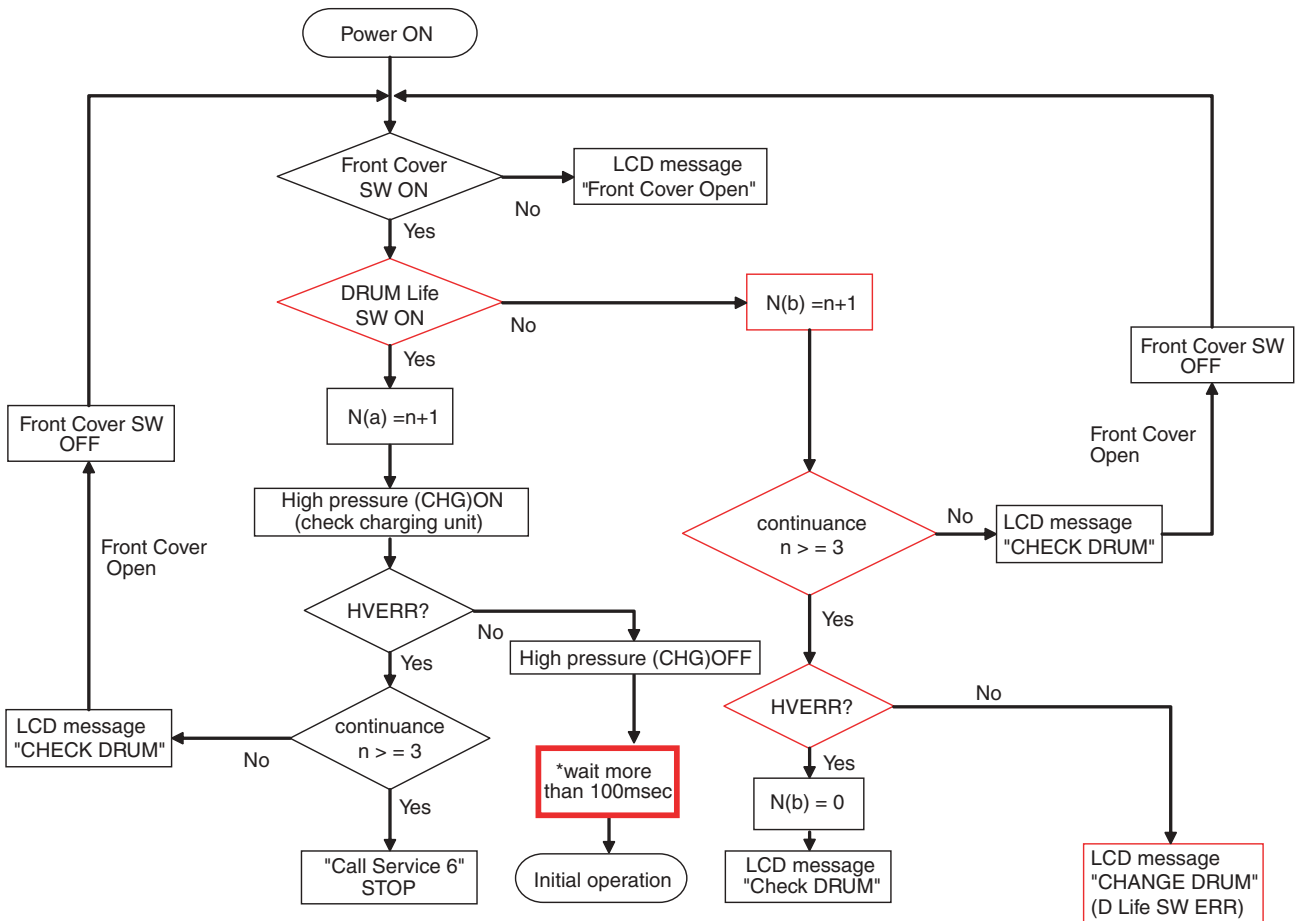 Power ON
Front Cover
SW ON
LCD message
"Front Cover Open"
No
Yes
DRUM Life
SW ON
No
N(b) =n+1
Yes
N(a) =n+1
Front Cover SW
OFF
Front Cover SW
OFF
Front Cover
Open
High pressure (CHG)ON
(check charging unit)
continuance
n > = 3
No
LCD message
"CHECK DRUM"
Front Cover
Open
HVERR?
No
High pressure (CHG)OFF
Yes
Yes
LCD message
"CHECK DRUM"
No
continuance
n > = 3
HVERR?
No
*wait more
than 100msec
Yes
N(b) = 0
Yes
"Call Service 6"
STOP
Initial operation
LCD message
"Check DRUM"
LCD message
"CHANGE DRUM"
(D Life SW ERR)